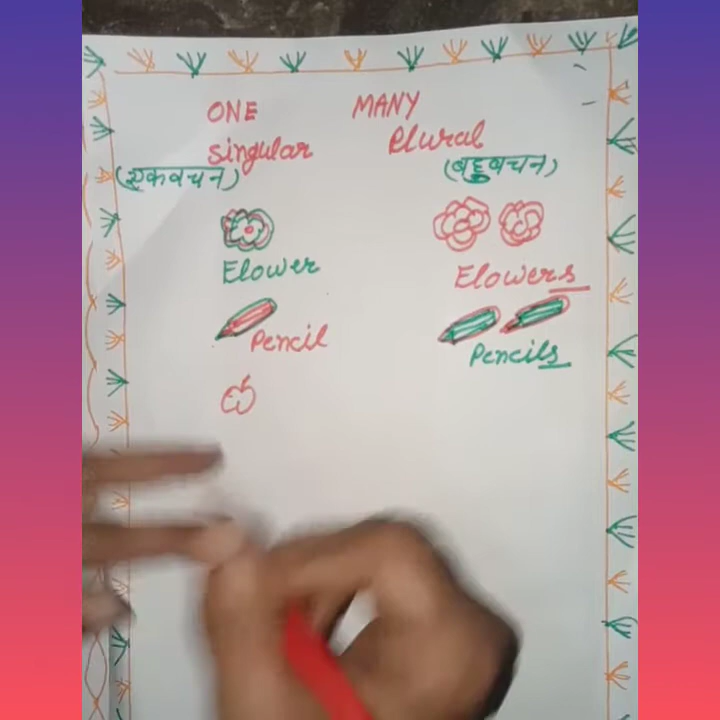 ONE MANY
Singular Plural
(एकवचन) (बहुवचन)
Flower Flowers
Pencil Pencils